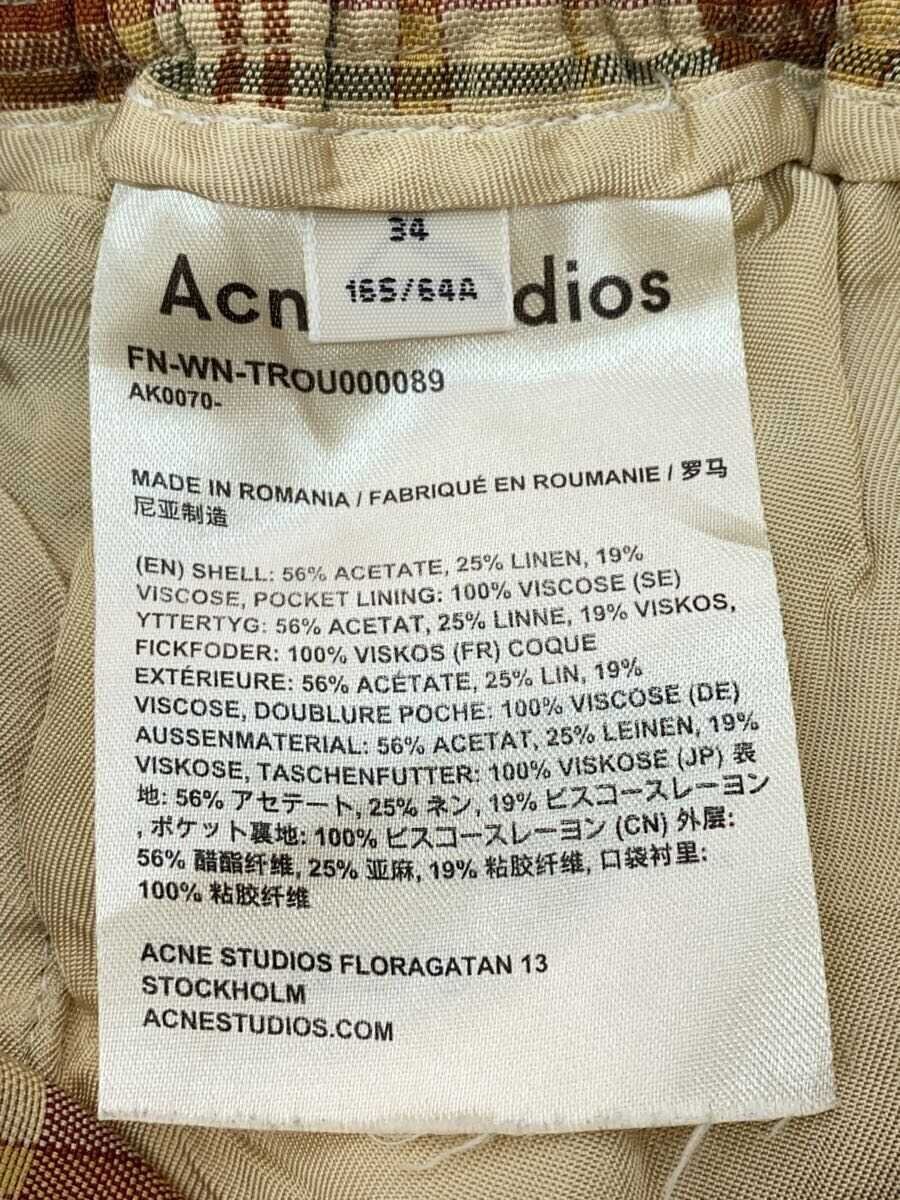 34
165/64A
Acn dios
FN-WN-TROU000089
AK0070-
MADE IN ROMANIA / FABRIQUÉ EN ROUMANIE / 罗马
尼亚制造
(EN) SHELL: 56% ACETATE, 25% LINEN, 19%
VISCOSE, POCKET LINING: 100% VISCOSE (SE)
YTTERTYG: 56% ACETAT, 25% LINNE, 19% VISKOS,
FICKFODER: 100% VISKOS (FR) COQUE
EXTÉRIEURE: 56% ACÉTATE, 25% LIN, 19%
VISCOSE, DOUBLURE POCHE: 100% VISCOSE (DE)
AUSSENMATERIAL: 56% ACETAT, 25% LEINEN, 19%
VISKOSE, TASCHENFUTTER: 100% VISKOSE (JP) 表
地: 56% アセテート, 25% ネン, 19% ビスコースレーヨン
, ポケット裏地: 100% ビスコースレーヨン (CN) 外层:
56% 醋酯纤维, 25% 亚麻, 19% 粘胶纤维, 口袋衬里:
100% 粘胶纤维
ACNE STUDIOS FLORAGATAN 13
STOCKHOLM
ACNESTUDIOS.COM